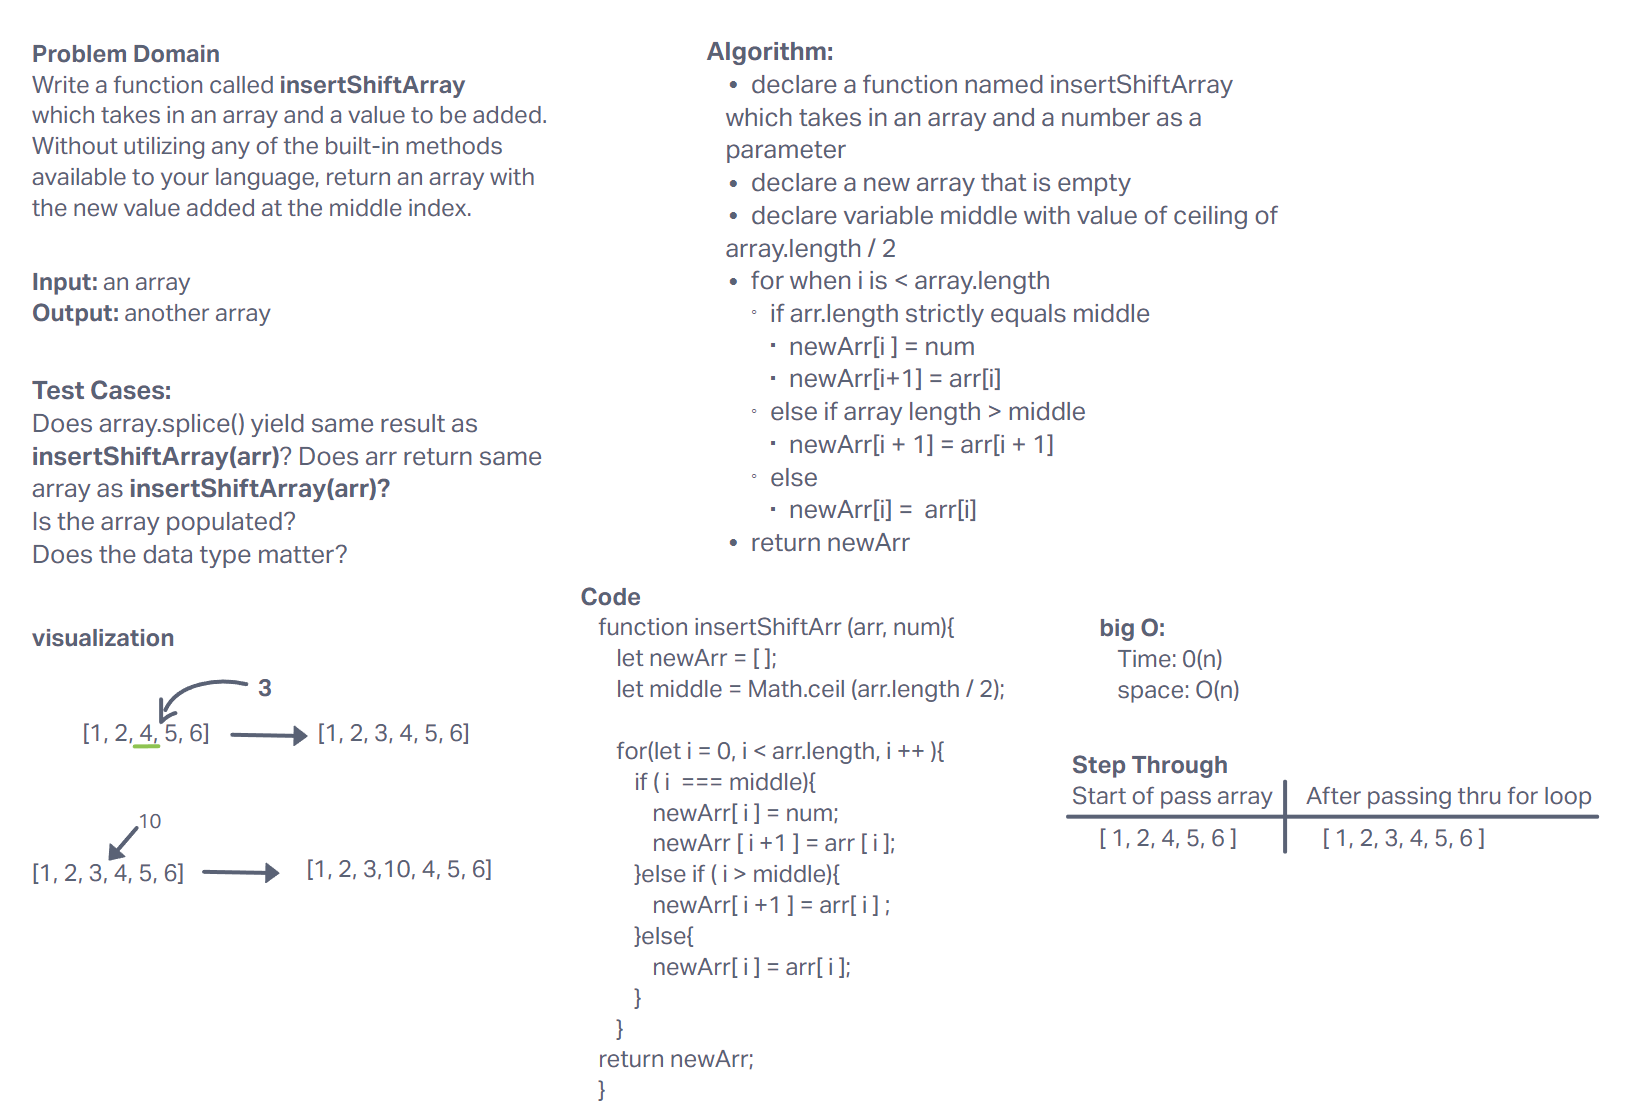 Problem Domain
Write a function called insertShiftArray
which takes in an array and a value to be added.
Without utilizing any of the built-in methods
available to your language, return an array with
the new value added at the middle index.
Input: an array
Output: another array
Test Cases:
Does array.splice() yield same result as
insertShiftArray(arr)? Does arr return same
array as insertShiftArray(arr)?
Is the array populated?
Does the data type matter?
visualization
3
[1, 2, 4, 5, 6]
[1, 2, 3, 4, 5, 6]
10
[1, 2, 3, 4, 5, 6]
[1, 2, 3,10, 4, 5, 6]
Algorithm:
• declare a function named insertShiftArray
which takes in an array and a number as a
parameter
• declare a new array that is empty
• declare variable middle with value of ceiling of
array.length / 2
• for when i is < array.length
◦ if arr.length strictly equals middle
▪ newArr[i ] = num
▪ newArr[i+1] = arr[i]
◦ else if array length > middle
▪ newArr[i + 1] = arr[i + 1]
◦ else
▪ newArr[i] =  arr[i]
• return newArr
Code
function insertShiftArr (arr, num){
let newArr = [ ];
let middle = Math.ceil (arr.length / 2);
for(let i = 0, i < arr.length, i ++ ){
if ( i  === middle){
newArr[ i ] = num;
newArr [ i +1 ] = arr [ i ];
}else if ( i > middle){
newArr[ i +1 ] = arr[ i ] ;
}else{
newArr[ i ] = arr[ i ];
}
}
return newArr;
}
big O:
Time: 0(n)
space: O(n)
Step Through
Start of pass array
After passing thru for loop
[ 1, 2, 4, 5, 6 ]
[ 1, 2, 3, 4, 5, 6 ]